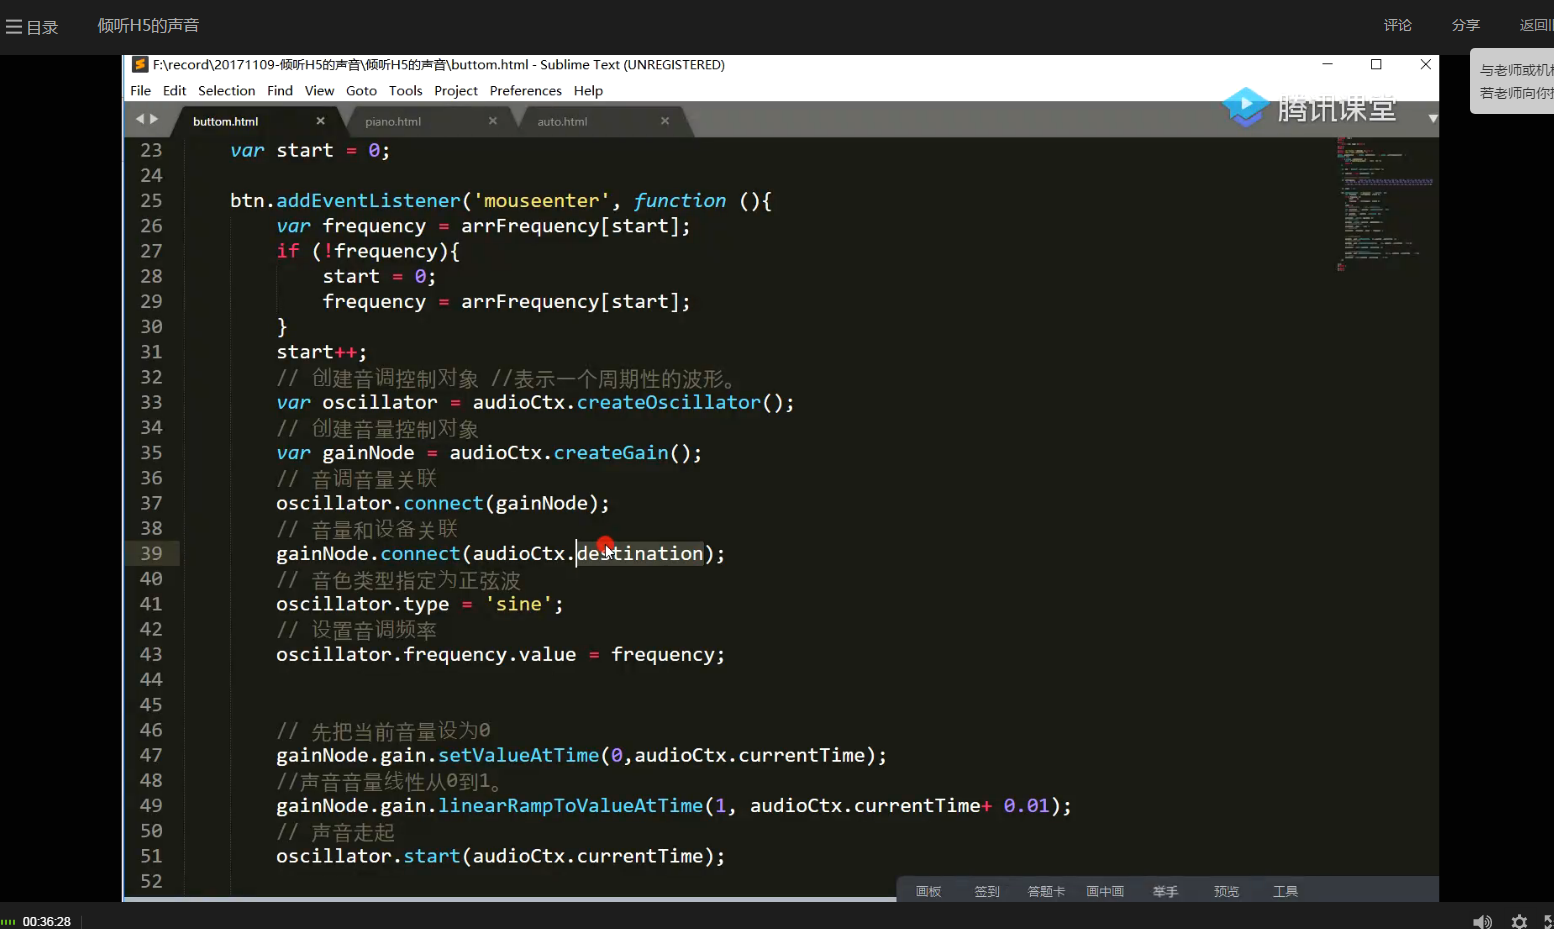 目录
倾听H5的声音
评论
分享
返回旧
与老师或机构
若老师向你
F:\record\20171109-倾听H5的声音\倾听H5的声音\buttom.html - Sublime Text (UNREGISTERED)
File Edit Selection Find View Goto Tools Project Preferences Help
腾讯课堂
buttom.html
piano.html
auto.html
23 var start = 0;
24
25 btn.addEventListener('mouseenter', function (){
26 var frequency = arrFrequency[start];
27 if (!frequency){
28 start = 0;
29 frequency = arrFrequency[start];
30 }
31 start++;
32 // 创建音调控制对象 //表示一个周期性的波形。
33 var oscillator = audioCtx.createOscillator();
34 // 创建音量控制对象
35 var gainNode = audioCtx.createGain();
36 // 音调音量关联
37 oscillator.connect(gainNode);
38 // 音量和设备关联
39 gainNode.connect(audioCtx.destination);
40 // 音色类型指定为正弦波
41 oscillator.type = 'sine';
42 // 设置音调频率
43 oscillator.frequency.value = frequency;
44
45
46 // 先把当前音量设为0
47 gainNode.gain.setValueAtTime(0,audioCtx.currentTime);
48 //声音音量线性从0到1。
49 gainNode.gain.linearRampToValueAtTime(1, audioCtx.currentTime+ 0.01);
50 // 声音走起
51 oscillator.start(audioCtx.currentTime);
52
画板 签到 答题卡 画中画 举手 预览 工具
00:36:28